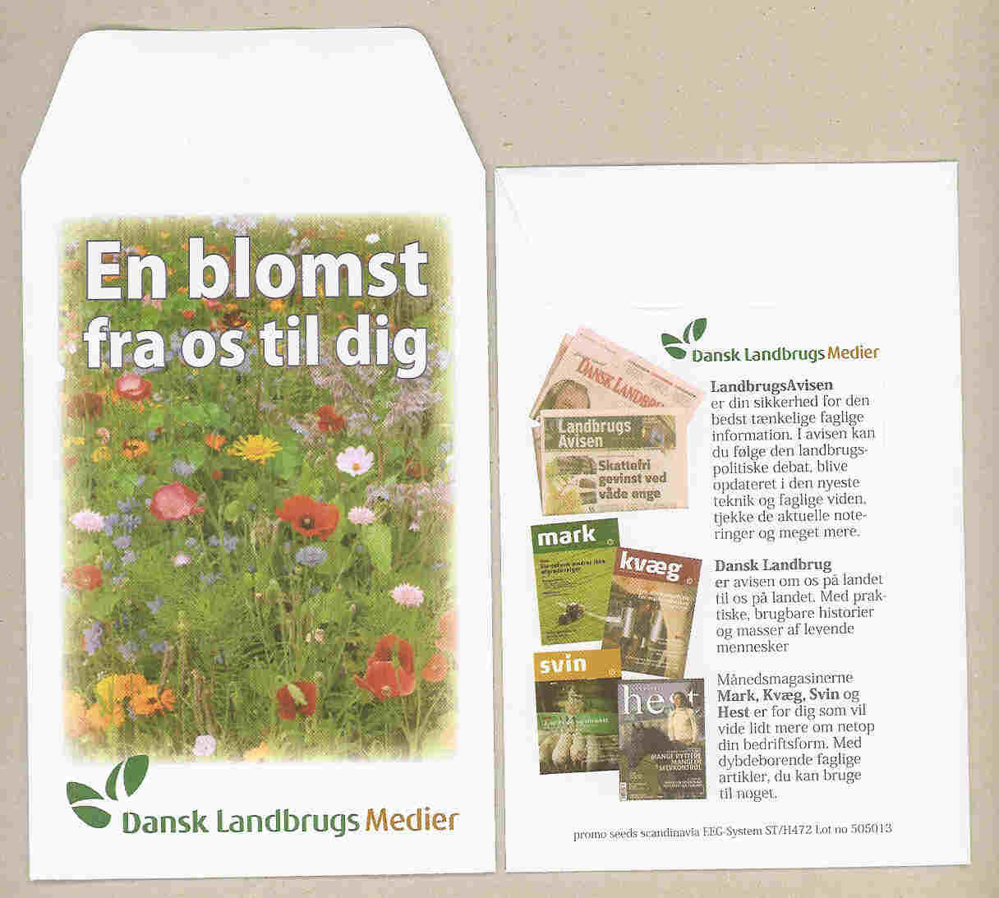 En blomst
fra os til dig
Dansk Landbrugs Medier
Dansk Landbrugs Medier
DANSK LANDBR
Landbrugs
Avisen
Skattefri
gevinst ved
våde enge
mark
kvæg
svin
hest
MANGE RYTTERE
MANGLER
LandbrugsAvisen
er din sikkerhed for den
bedst tænkelige faglige
information. I avisen kan
du følge den landbrugs-
politiske debat, blive
opdateret i den nyeste
teknik og faglige viden,
tjekke de aktuelle note-
ringer og meget mere.
Dansk Landbrug
er avisen om os på landet
til os på landet. Med prak-
tiske, brugbare historier
og masser af levende
mennesker
Månedsmagasinerne
Mark, Kvæg, Svin og
Hest er for dig som vil
vide lidt mere om netop
din bedriftsform. Med
dybdeborende faglige
artikler, du kan bruge
til noget.
promo seeds scandinavia EEG-System ST/H472 Lot no 505013